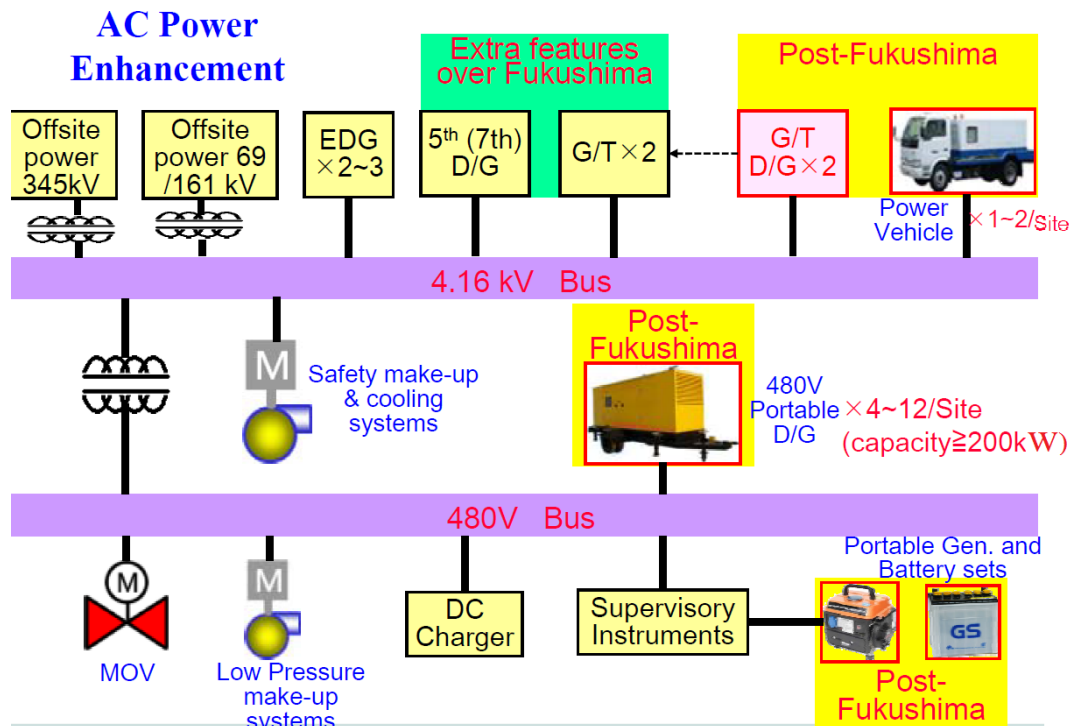 AC Power
Enhancement
Extra features
over Fukushima
Post-Fukushima
Offsite
power
345kV
Offsite
power 69
/161 kV
EDG
×2~3
5th (7th)
D/G
G/T×2
G/T
D/G×2
Power
Vehicle
×1~2/Site
4.16 kV Bus
M
Safety make-up
& cooling
systems
Post-
Fukushima
480V
Portable
D/G
×4~12/Site
(capacity≧200kW)
480V Bus
M
MOV
M
Low Pressure
make-up
systems
DC
Charger
Supervisory
Instruments
Portable Gen. and
Battery sets
GS
Post-
Fukushima